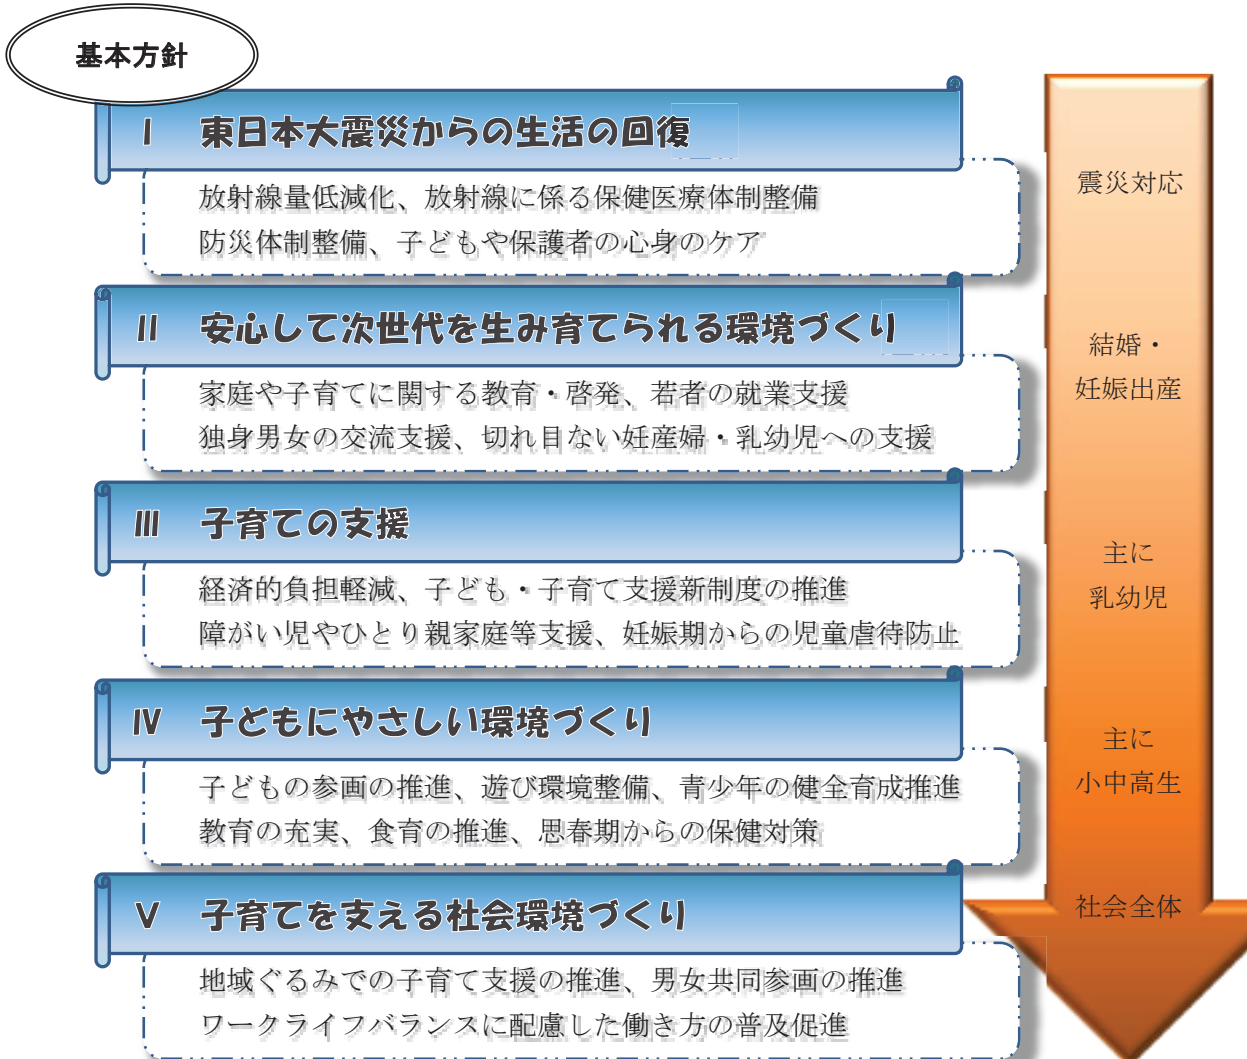 基本方針
Ⅰ 東日本大震災からの生活の回復
放射線量低減化、放射線に係る保健医療体制整備
防災体制整備、子どもや保護者の心身のケア
震災対応
Ⅱ 安心して次世代を生み育てられる環境づくり
家庭や子育てに関する教育・啓発、若者の就業支援
独身男女の交流支援、切れ目ない妊産婦・乳幼児への支援
結婚・
妊娠出産
Ⅲ 子育ての支援
経済的負担軽減、子ども・子育て支援新制度の推進
障がい児やひとり親家庭等支援、妊娠期からの児童虐待防止
主に
乳幼児
Ⅳ 子どもにやさしい環境づくり
子どもの参画の推進、遊び環境整備、青少年の健全育成推進
教育の充実、食育の推進、思春期からの保健対策
主に
小中高生
Ⅴ 子育てを支える社会環境づくり
地域ぐるみでの子育て支援の推進、男女共同参画の推進
ワークライフバランスに配慮した働き方の普及促進
社会全体